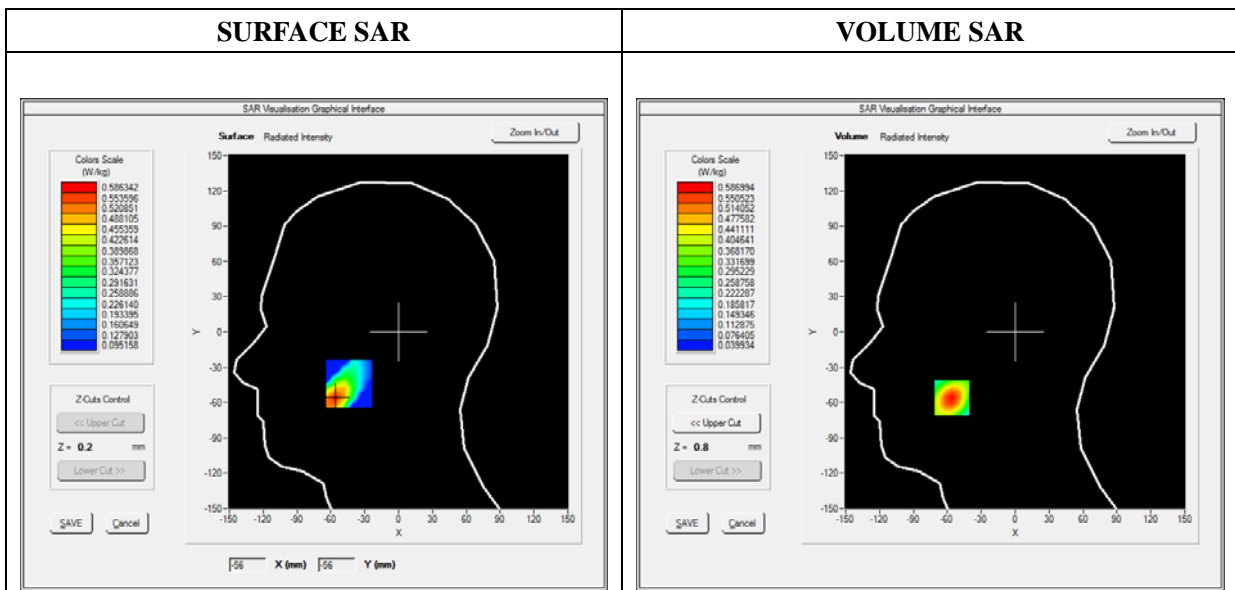 SURFACE SAR
VOLUME SAR
SAR Visualisation Graphical Interface
Surface Radiated Intensity
Zoom In/Out
Colors Scale
(W/kg)
0.586342
0.553596
0.520851
0.488105
0.455359
0.422614
0.389868
0.357123
0.324377
0.291631
0.258886
0.226140
0.193395
0.160649
0.127903
0.095158
Z-Cuts Control
<< Upper Cut
Z = 0.2 mm
Lower Cut >>
SAVE Cancel
150
120
90
60
30
0
-30
-60
-90
-120
-150
Y
-150 -120 -90 -60 -30 0 30 60 90 120 150
X
-56 X (mm) -56 Y (mm)
SAR Visualisation Graphical Interface
Volume Radiated Intensity
Zoom In/Out
Colors Scale
(W/kg)
0.586994
0.550523
0.514052
0.477582
0.441111
0.404641
0.368170
0.331699
0.295229
0.258758
0.222287
0.185817
0.149346
0.112875
0.076405
0.039934
Z-Cuts Control
<< Upper Cut
Z = 0.8 mm
Lower Cut >>
SAVE Cancel
150
120
90
60
30
0
-30
-60
-90
-120
-150
Y
-150 -120 -90 -60 -30 0 30 60 90 120 150
X